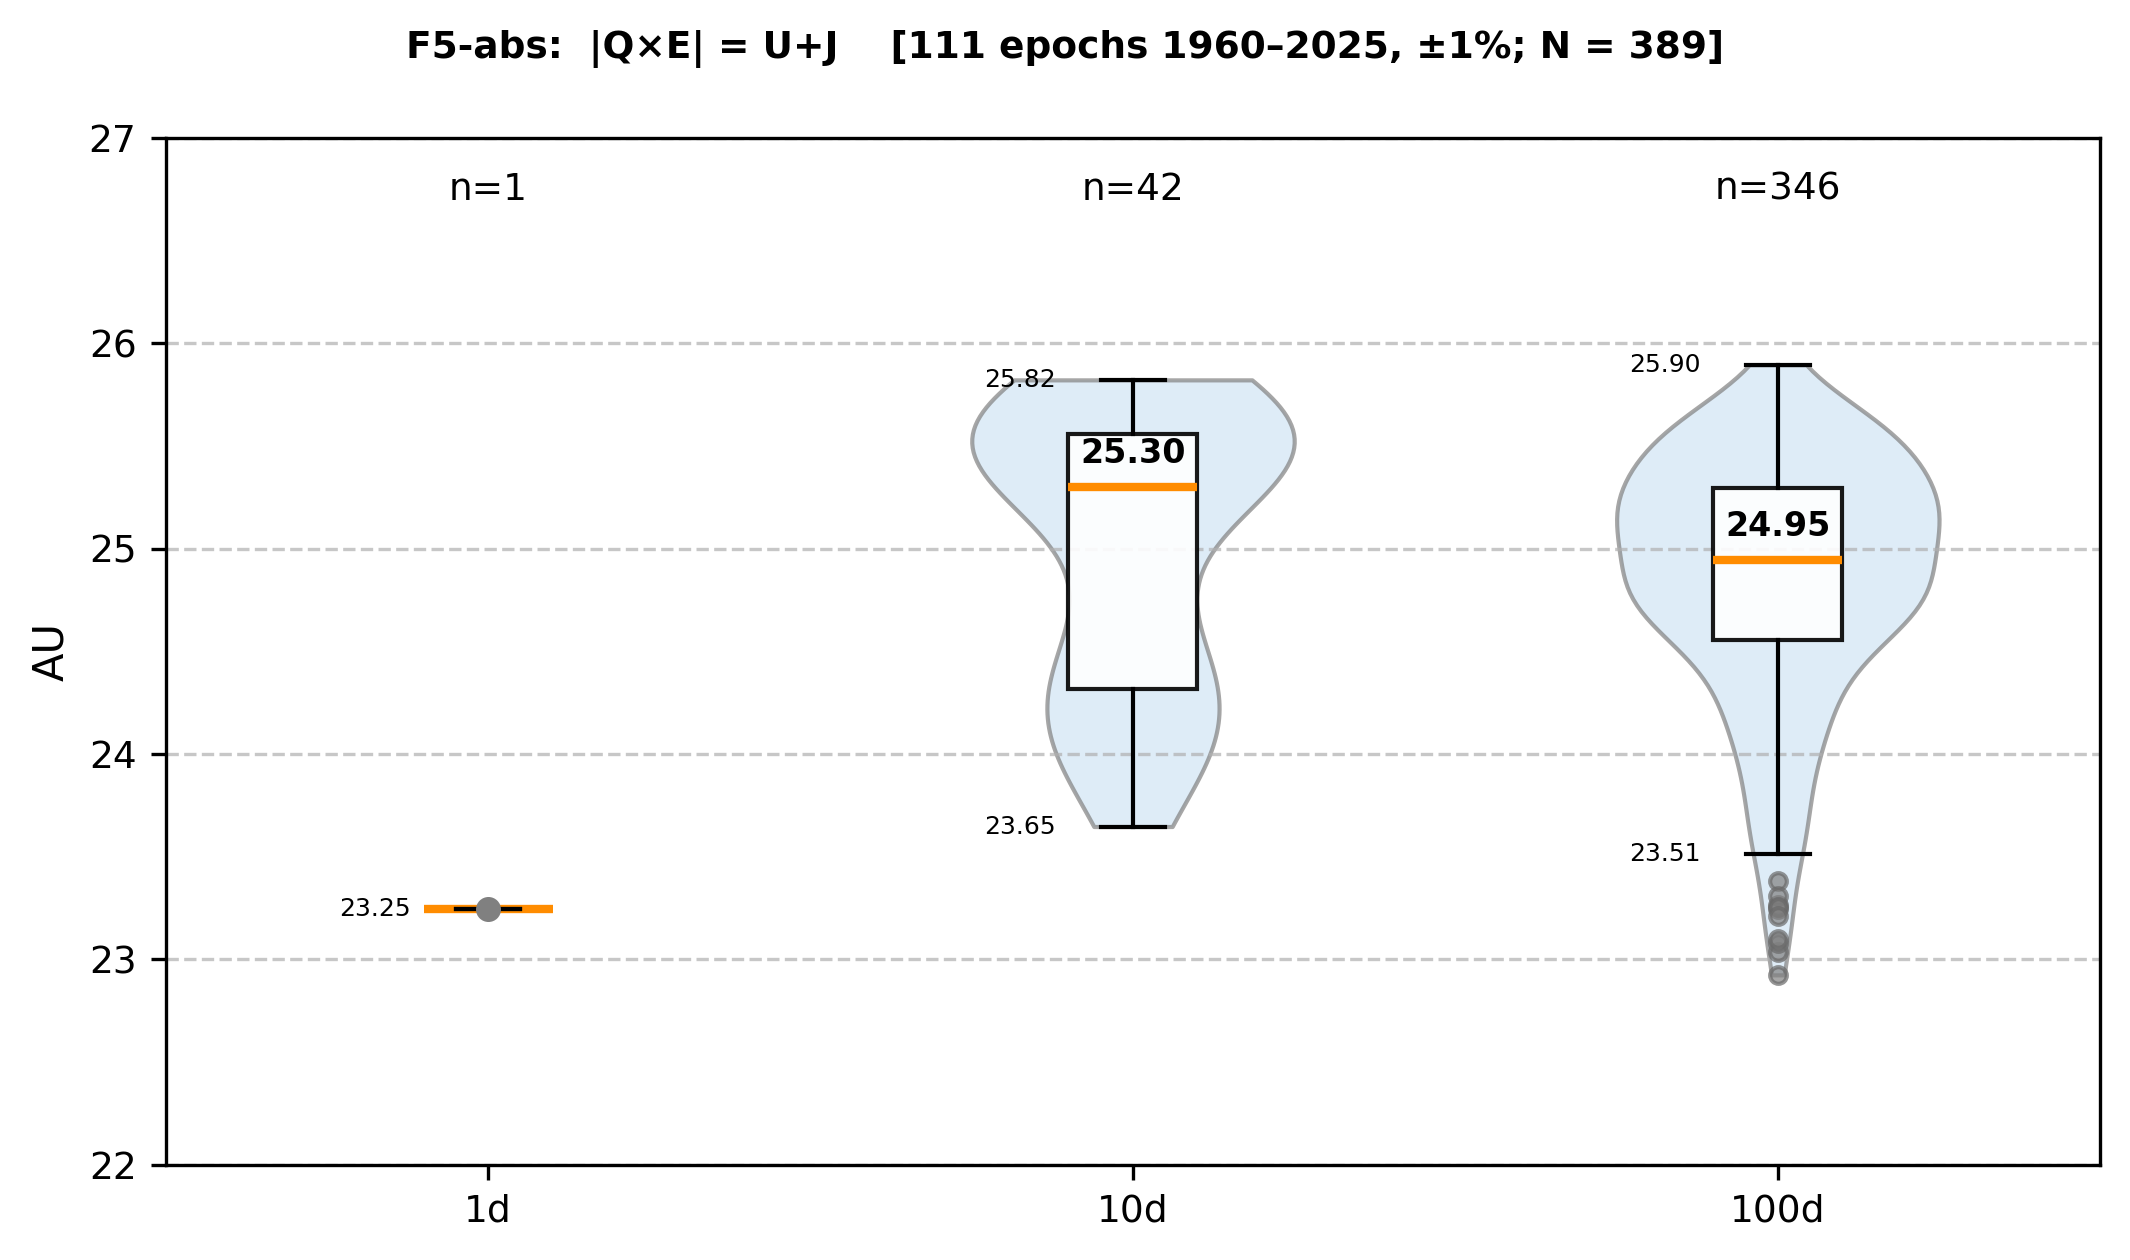 F5-abs: |Q×E| = U+J [111 epochs 1960–2025, ±1%; N = 389]
27
n=1 n=42 n=346
26
25.82 25.90
25.30
24.95
25
AU
24
23.65 23.51
23.25
23
22
1d 10d 100d